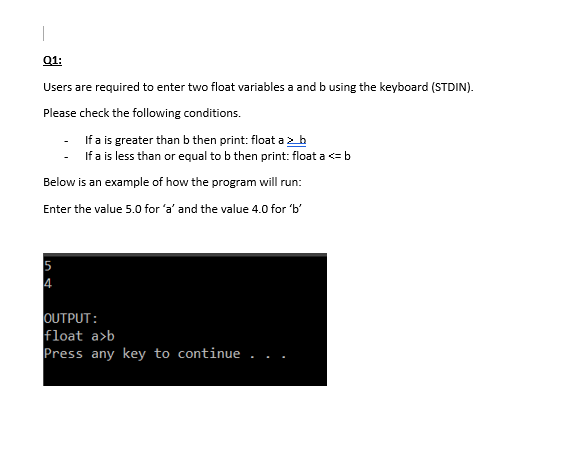 Q1:
Users are required to enter two float variables a and b using the keyboard (STDIN).
Please check the following conditions.
- If a is greater than b then print: float a > b
- If a is less than or equal to b then print: float a <= b
Below is an example of how the program will run:
Enter the value 5.0 for ‘a’ and the value 4.0 for ‘b’
5
4
OUTPUT:
float a>b
Press any key to continue . . .